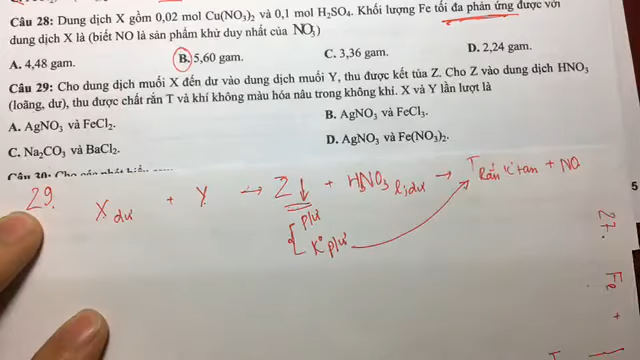 Câu 28: Dung dịch X gồm 0,02 mol Cu(NO₃)₂ và 0,1 mol H₂SO₄. Khối lượng Fe tối đa phản ứng được với
dung dịch X là (biết NO là sản phẩm khử duy nhất của NO₃⁻)
A. 4,48 gam. B. 5,60 gam. C. 3,36 gam. D. 2,24 gam.
Câu 29: Cho dung dịch muối X đến dư vào dung dịch muối Y, thu được kết tủa Z. Cho Z vào dung dịch HNO₃
(loãng, dư), thu được chất rắn T và khí không màu hóa nâu trong không khí. X và Y lần lượt là
A. AgNO₃ và FeCl₂. B. AgNO₃ và FeCl₃.
C. Na₂CO₃ và BaCl₂. D. AgNO₃ và Fe(NO₃)₂.
29. X dư + Y → Z ↓ + HNO₃ l, dư → T rắn k° tan + NO
{ p/ư
k° p/ư
5
27.
Fe +